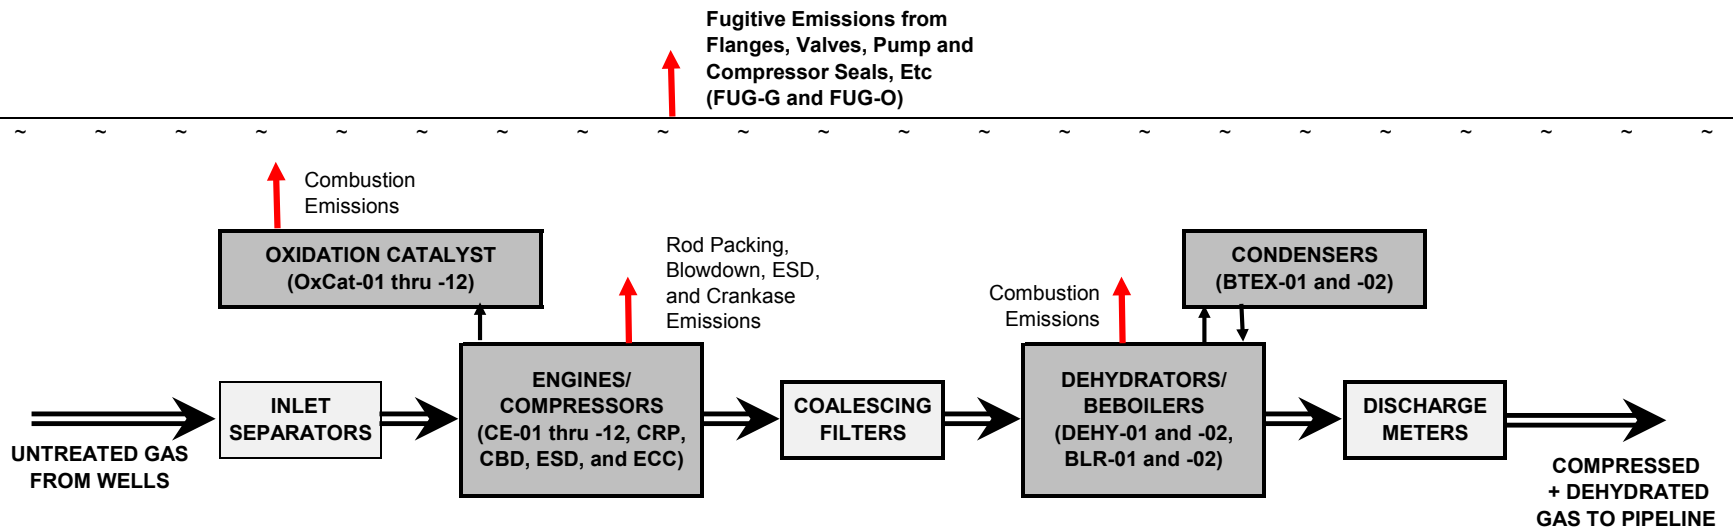 Fugitive Emissions from
Flanges, Valves, Pump and
Compressor Seals, Etc
(FUG-G and FUG-O)
~ ~ ~ ~ ~ ~ ~ ~ ~ ~ ~ ~ ~ ~ ~ ~ ~ ~ ~ ~ ~ ~
Combustion
Emissions
OXIDATION CATALYST
(OxCat-01 thru -12)
Rod Packing,
Blowdown, ESD,
and Crankase
Emissions
Combustion
Emissions
CONDENSERS
(BTEX-01 and -02)
UNTREATED GAS
FROM WELLS
INLET
SEPARATORS
ENGINES/
COMPRESSORS
(CE-01 thru -12, CRP,
CBD, ESD, and ECC)
COALESCING
FILTERS
DEHYDRATORS/
BEBOILERS
(DEHY-01 and -02,
BLR-01 and -02)
DISCHARGE
METERS
COMPRESSED
+ DEHYDRATED
GAS TO PIPELINE